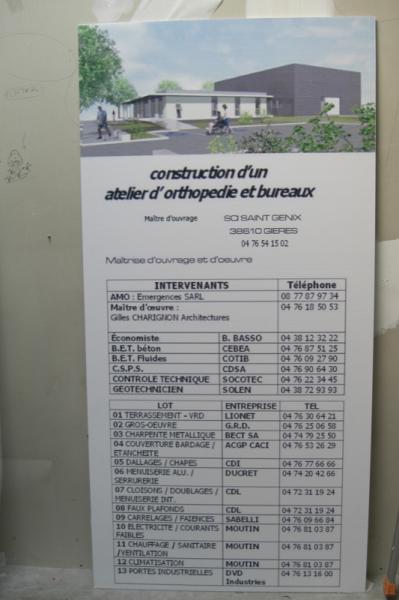 construction d'un
atelier d' orthopedie et bureaux
Maître d'ouvrage SCI SAINT GENIX
38610 GIERES
04 76 54 15 02
Maîtrise d'ouvrage et d'oeuvre
INTERVENANTS Téléphone
AMO : Emergences SARL 08 77 87 97 34
Maître d'œuvre : 04 76 18 50 53
Gilles CHARIGNON Architectures
Économiste B. BASSO 04 38 12 32 22
B.E.T. béton CEBEA 04 76 87 51 25
B.E.T. Fluides COTIB 04 76 09 27 90
C.S.P.S. CDSA 04 76 90 64 30
CONTROLE TECHNIQUE SOCOTEC 04 76 22 34 45
GEOTECHNICIEN SOLEN 04 38 72 93 93
LOT ENTREPRISE TEL
01 TERRASSEMENT - VRD LIONET 04 76 30 64 21
02 GROS-OEUVRE G.R.D. 04 76 25 06 58
03 CHARPENTE METALLIQUE BECT SA 04 74 79 25 50
04 COUVERTURE BARDAGE / ACGP CACI 04 76 53 26 29
ETANCHEITE
05 DALLAGES / CHAPES CDI 04 76 77 66 66
06 MENUISERIE ALU. / DUCRET 04 74 20 42 66
SERRURERIE
07 CLOISONS / DOUBLAGES / CDL 04 72 31 19 24
MENUISERIE INT.
08 FAUX PLAFONDS CDL 04 72 31 19 24
09 CARRELAGES / FAIENCES SABELLI 04 76 09 66 84
10 ELECTRICITE / COURANTS MOUTIN 04 76 81 03 87
FAIBLES
11 CHAUFFAGE / SANITAIRE MOUTIN 04 76 81 03 87
/VENTILATION
12 CLIMATISATION MOUTIN 04 76 81 03 87
13 PORTES INDUSTRIELLES DVD 04 76 13 16 00
Industries